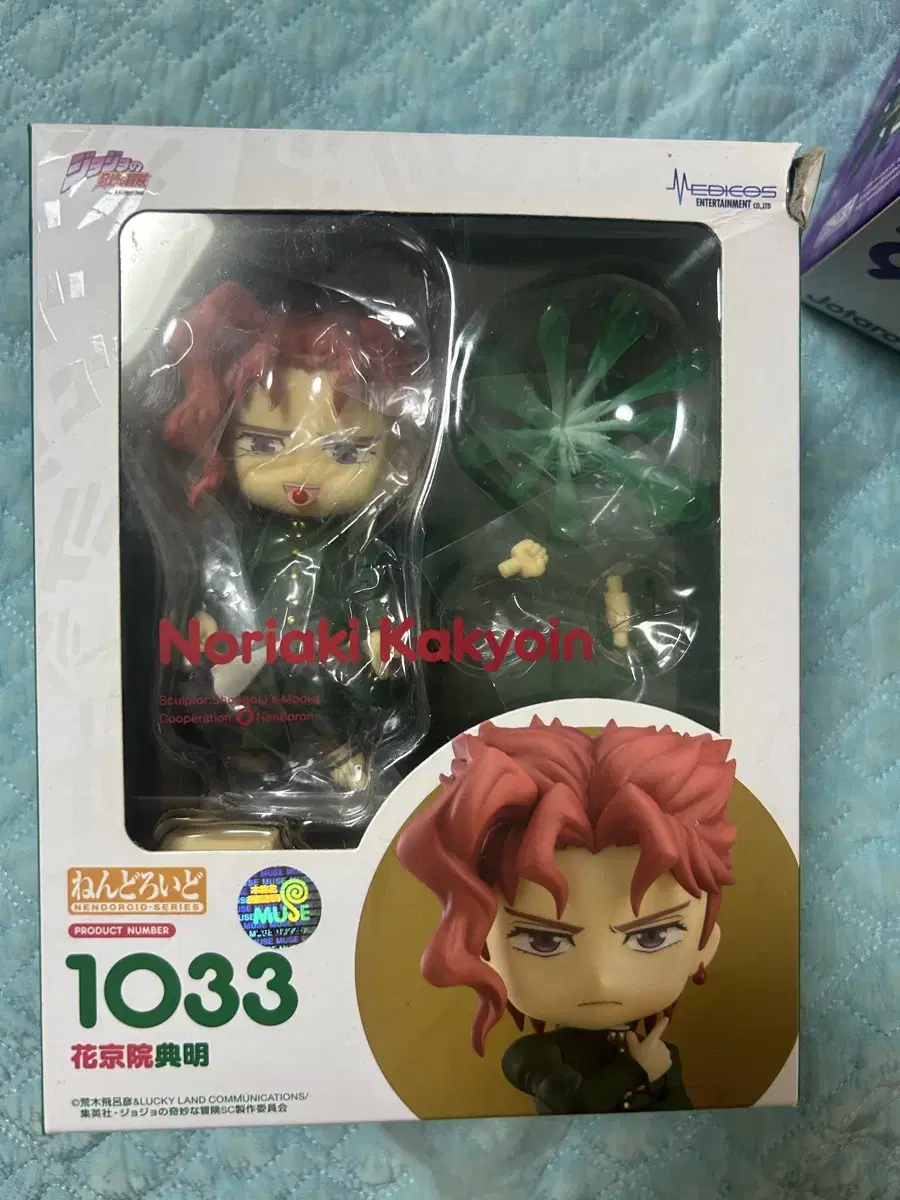 ジョジョの
奇妙な冒険
MEDICOS
ENTERTAINMENT CO.,LTD
Jotaro
Noriaki Kakyoin
Cooperation Nendoron
ねんどろいど
NENDOROID-SERIES
PRODUCT NUMBER
MUSE
1033
花京院典明
©荒木飛呂彦&LUCKY LAND COMMUNICATIONS/
集英社・ジョジョの奇妙な冒険SC製作委員会